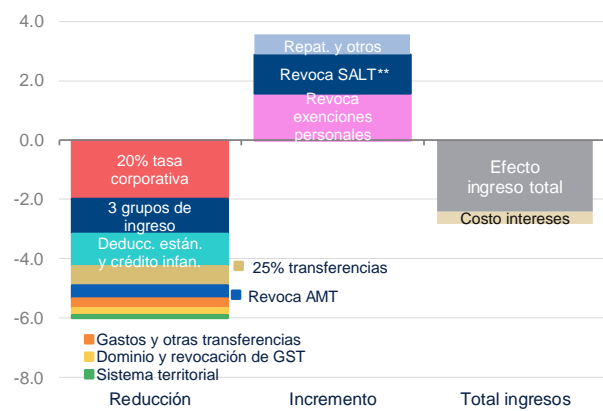 4.0
2.0
0.0
-2.0
-4.0
-6.0
-8.0
Repat. y otros
Revoca SALT**
Revoca
exenciones
personales
20% tasa
corporativa
3 grupos de
ingreso
Deducc. están.
y crédito infan.
25% transferencias
Revoca AMT
Efecto
ingreso total
Costo intereses
Gastos y otras transferencias
Dominio y revocación de GST
Sistema territorial
Reducción
Incremento
Total ingresos